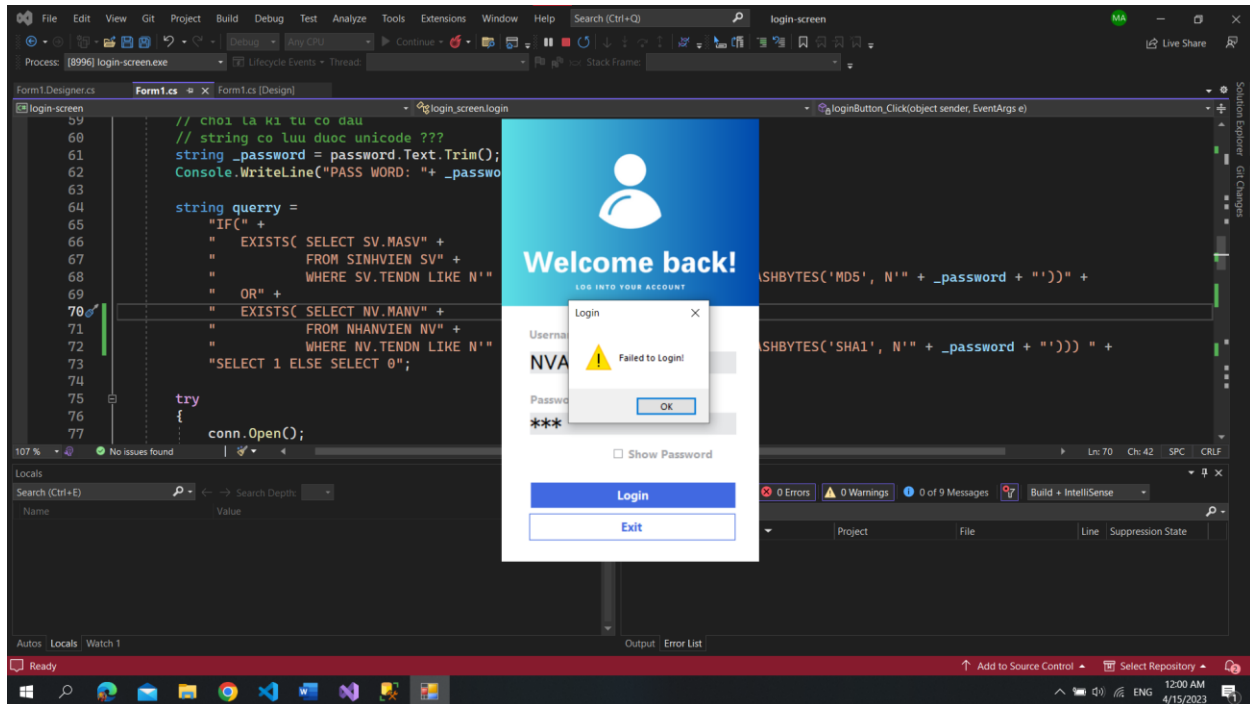 File Edit View Git Project Build Debug Test Analyze Tools Extensions Window Help Search (Ctrl+Q) login-screen MA
Debug Any CPU Continue Live Share
Process: [8996] login-screen.exe Lifecycle Events Thread: Stack Frame:
Form1.Designer.cs Form1.cs Form1.cs [Design]
login-screen login_screen.login loginButton_Click(object sender, EventArgs e)
59 // choi la ki tu co dau
60 // string co luu duoc unicode ???
61 string _password = password.Text.Trim();
62 Console.WriteLine("PASS WORD: "+ _passwo
63
64 string querry =
65 "IF(" +
66 " EXISTS( SELECT SV.MASV" +
67 " FROM SINHVIEN SV" +
68 " WHERE SV.TENDN LIKE N'" ASHBYTES('MD5', N'" + _password + "'))" +
69 " OR" +
70 " EXISTS( SELECT NV.MANV" +
71 " FROM NHANVIEN NV" +
72 " WHERE NV.TENDN LIKE N'" ASHBYTES('SHA1', N'" + _password + "'))) " +
73 "SELECT 1 ELSE SELECT 0";
74
75 try
76 {
77 conn.Open();
Welcome back!
LOG INTO YOUR ACCOUNT
Userna
NVA
Passwo
***
Show Password
Login
Exit
Login
Failed to Login!
OK
107 % No issues found Ln: 70 Ch: 42 SPC CRLF
Locals
Search (Ctrl+E) Search Depth: 0 Errors 0 Warnings 0 of 9 Messages Build + IntelliSense
Name Value Project File Line Suppression State
Autos Locals Watch 1 Output Error List
Ready Add to Source Control Select Repository 2
ENG 12:00 AM
4/15/2023 1
Solution Explorer
Git Changes